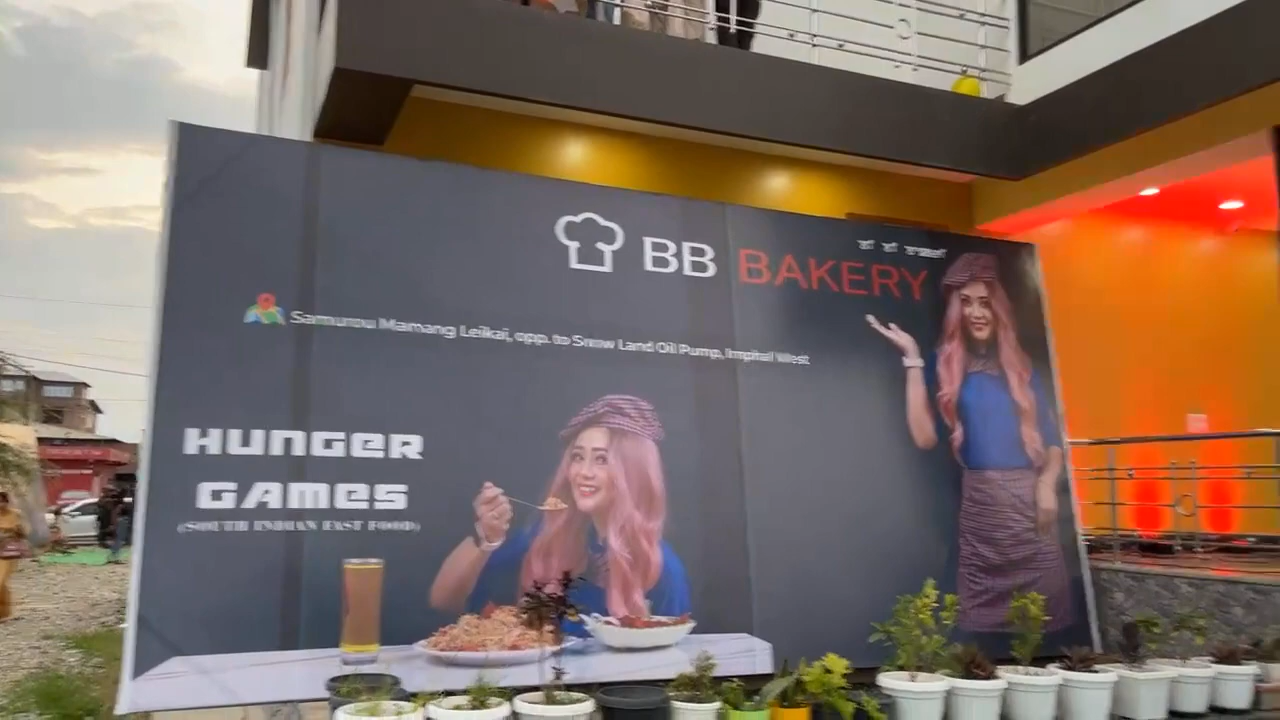 BB BAKERY
Samurou Mamang Leikai, opp. to Snow Land Oil Pump, Imphal West
HUNGER
GAMES
(SOUTH INDIAN FAST FOOD)